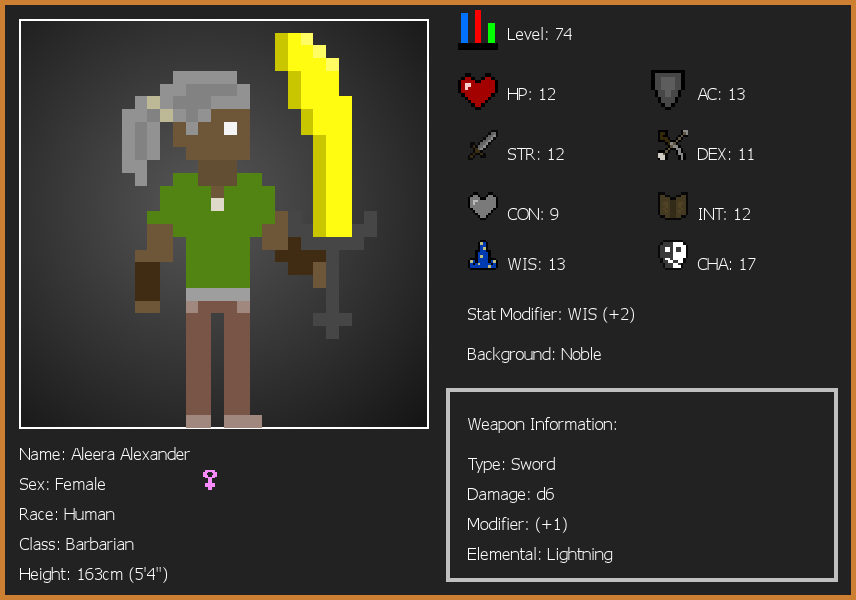 Level: 74
HP: 12
AC: 13
STR: 12
DEX: 11
CON: 9
INT: 12
WIS: 13
CHA: 17
Stat Modifier: WIS (+2)
Background: Noble
Weapon Information:
Type: Sword
Damage: d6
Modifier: (+1)
Elemental: Lightning
Name: Aleera Alexander
Sex: Female
Race: Human
Class: Barbarian
Height: 163cm (5'4")